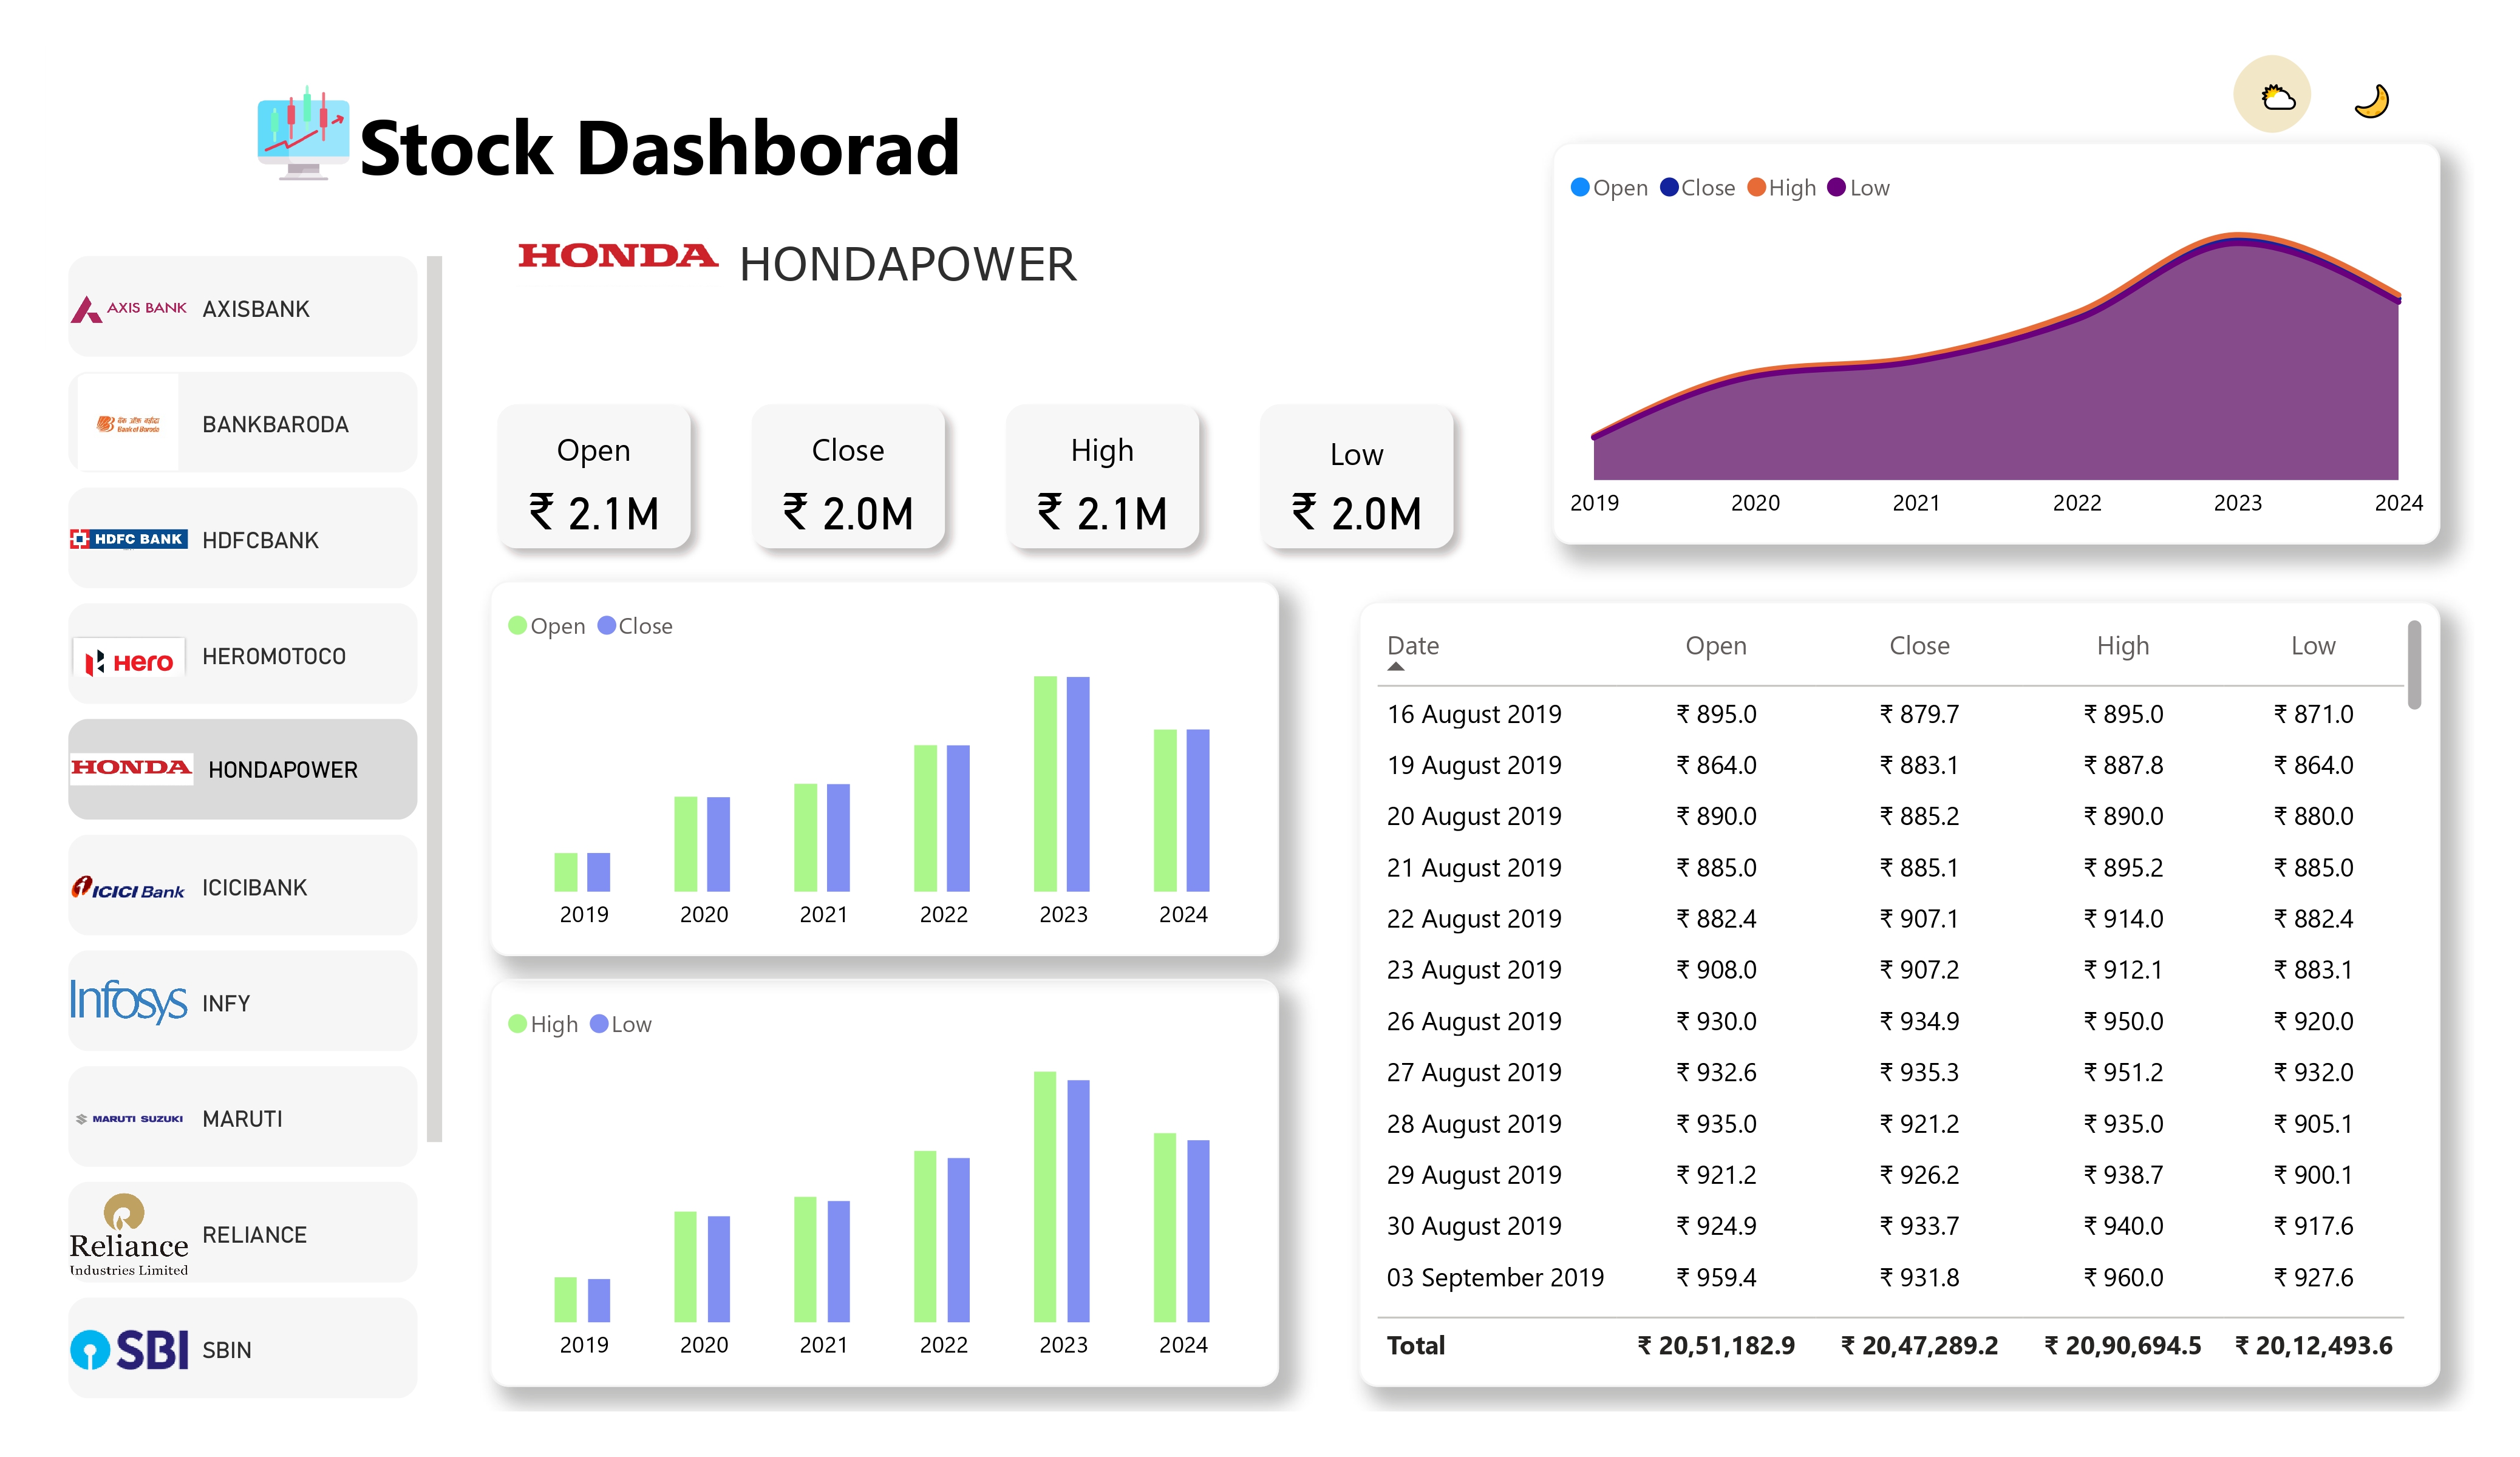 Stock Dashborad
HONDA HONDAPOWER
AXIS BANK AXISBANK
बैंक ऑफ़ बड़ौदा
Bank of Baroda BANKBARODA
HDFC BANK HDFCBANK
Hero HEROMOTOCO
HONDA HONDAPOWER
ICICI Bank ICICIBANK
Infosys INFY
MARUTI SUZUKI MARUTI
Reliance
Industries Limited RELIANCE
SBI SBIN
Open
₹ 2.1M
Close
₹ 2.0M
High
₹ 2.1M
Low
₹ 2.0M
Open Close High Low
2019 2020 2021 2022 2023 2024
Open Close
2019 2020 2021 2022 2023 2024
High Low
2019 2020 2021 2022 2023 2024
Date Open Close High Low
16 August 2019 ₹ 895.0 ₹ 879.7 ₹ 895.0 ₹ 871.0
19 August 2019 ₹ 864.0 ₹ 883.1 ₹ 887.8 ₹ 864.0
20 August 2019 ₹ 890.0 ₹ 885.2 ₹ 890.0 ₹ 880.0
21 August 2019 ₹ 885.0 ₹ 885.1 ₹ 895.2 ₹ 885.0
22 August 2019 ₹ 882.4 ₹ 907.1 ₹ 914.0 ₹ 882.4
23 August 2019 ₹ 908.0 ₹ 907.2 ₹ 912.1 ₹ 883.1
26 August 2019 ₹ 930.0 ₹ 934.9 ₹ 950.0 ₹ 920.0
27 August 2019 ₹ 932.6 ₹ 935.3 ₹ 951.2 ₹ 932.0
28 August 2019 ₹ 935.0 ₹ 921.2 ₹ 935.0 ₹ 905.1
29 August 2019 ₹ 921.2 ₹ 926.2 ₹ 938.7 ₹ 900.1
30 August 2019 ₹ 924.9 ₹ 933.7 ₹ 940.0 ₹ 917.6
03 September 2019 ₹ 959.4 ₹ 931.8 ₹ 960.0 ₹ 927.6
Total ₹ 20,51,182.9 ₹ 20,47,289.2 ₹ 20,90,694.5 ₹ 20,12,493.6